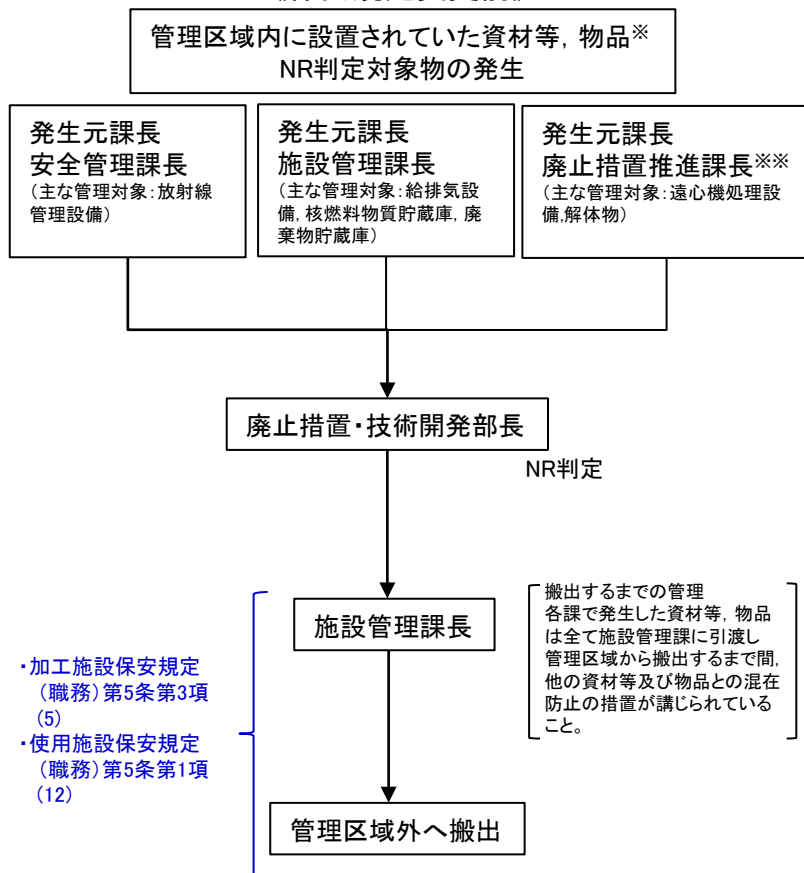 管理区域内に設置されていた資材等，物品※
NR判定対象物の発生
発生元課長
安全管理課長
（主な管理対象：放射線
管理設備）
発生元課長
施設管理課長
（主な管理対象：給排気設
備，核燃料物質貯蔵庫，廃
棄物貯蔵庫）
発生元課長
廃止措置推進課長※※
（主な管理対象：遠心機処理設
備,解体物）
廃止措置・技術開発部長
NR判定
施設管理課長
搬出するまでの管理
各課で発生した資材等，物品
は全て施設管理課に引渡し
管理区域から搬出するまで間，
他の資材等及び物品との混在
防止の措置が講じられている
こと。
・加工施設保安規定
（職務）第5条第3項
(5)
・使用施設保安規定
（職務）第5条第1項
(12)
管理区域外へ搬出